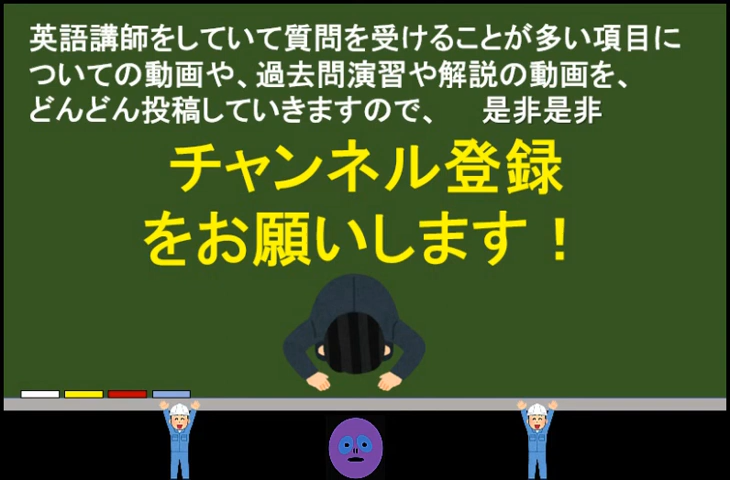 英語講師をしていて質問を受けることが多い項目に
ついての動画や、過去問演習や解説の動画を、
どんどん投稿していきますので、 是非是非
チャンネル登録
をお願いします！